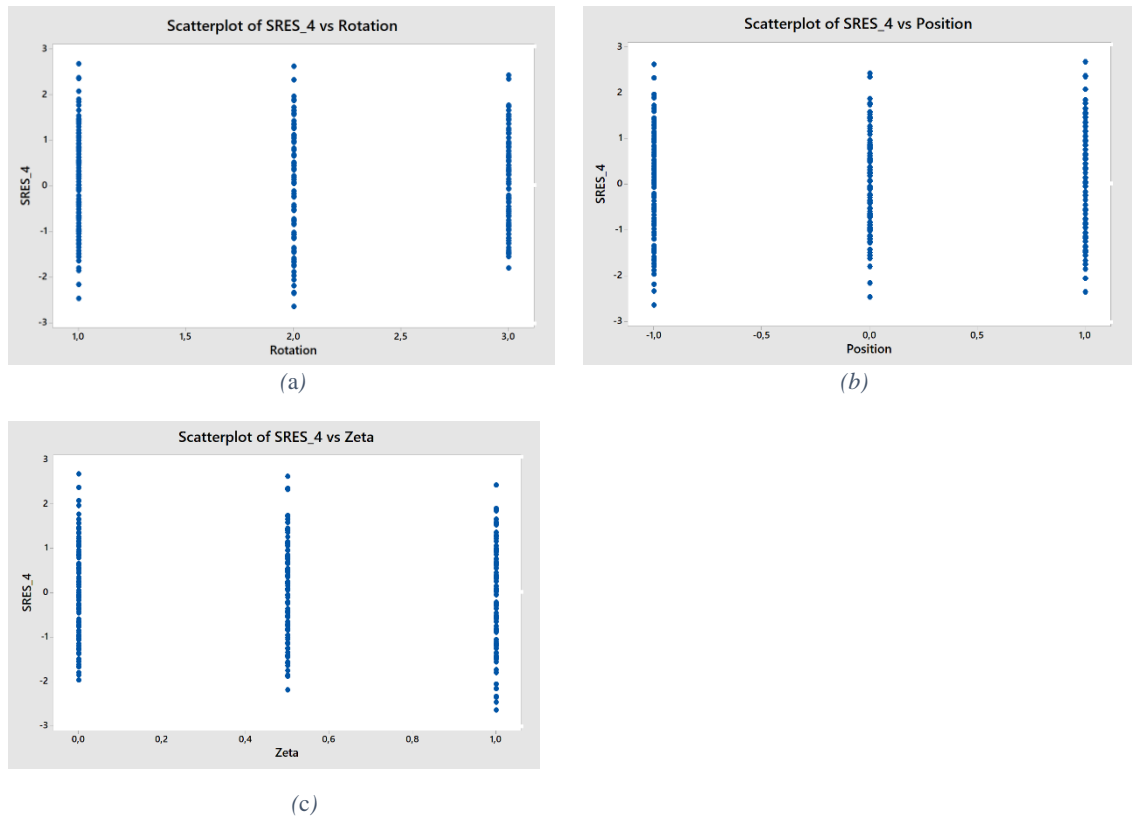 Scatterplot of SRES_4 vs Rotation
3
2
1
0
-1
-2
-3
SRES_4
1,0 1,5 2,0 2,5 3,0
Rotation
(a)
Scatterplot of SRES_4 vs Position
3
2
1
0
-1
-2
-3
SRES_4
-1,0 -0,5 0,0 0,5 1,0
Position
(b)
Scatterplot of SRES_4 vs Zeta
3
2
1
0
-1
-2
-3
SRES_4
0,0 0,2 0,4 0,6 0,8 1,0
Zeta
(c)